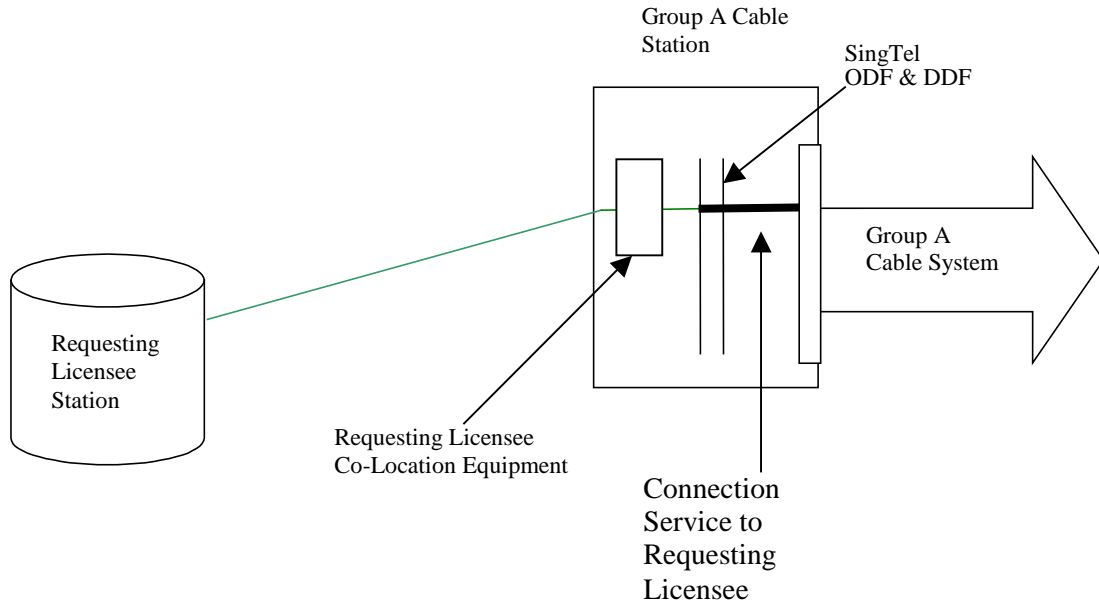 Group A Cable
Station
SingTel
ODF & DDF
Group A
Cable System
Requesting
Licensee
Station
Requesting Licensee
Co-Location Equipment
Connection
Service to
Requesting
Licensee